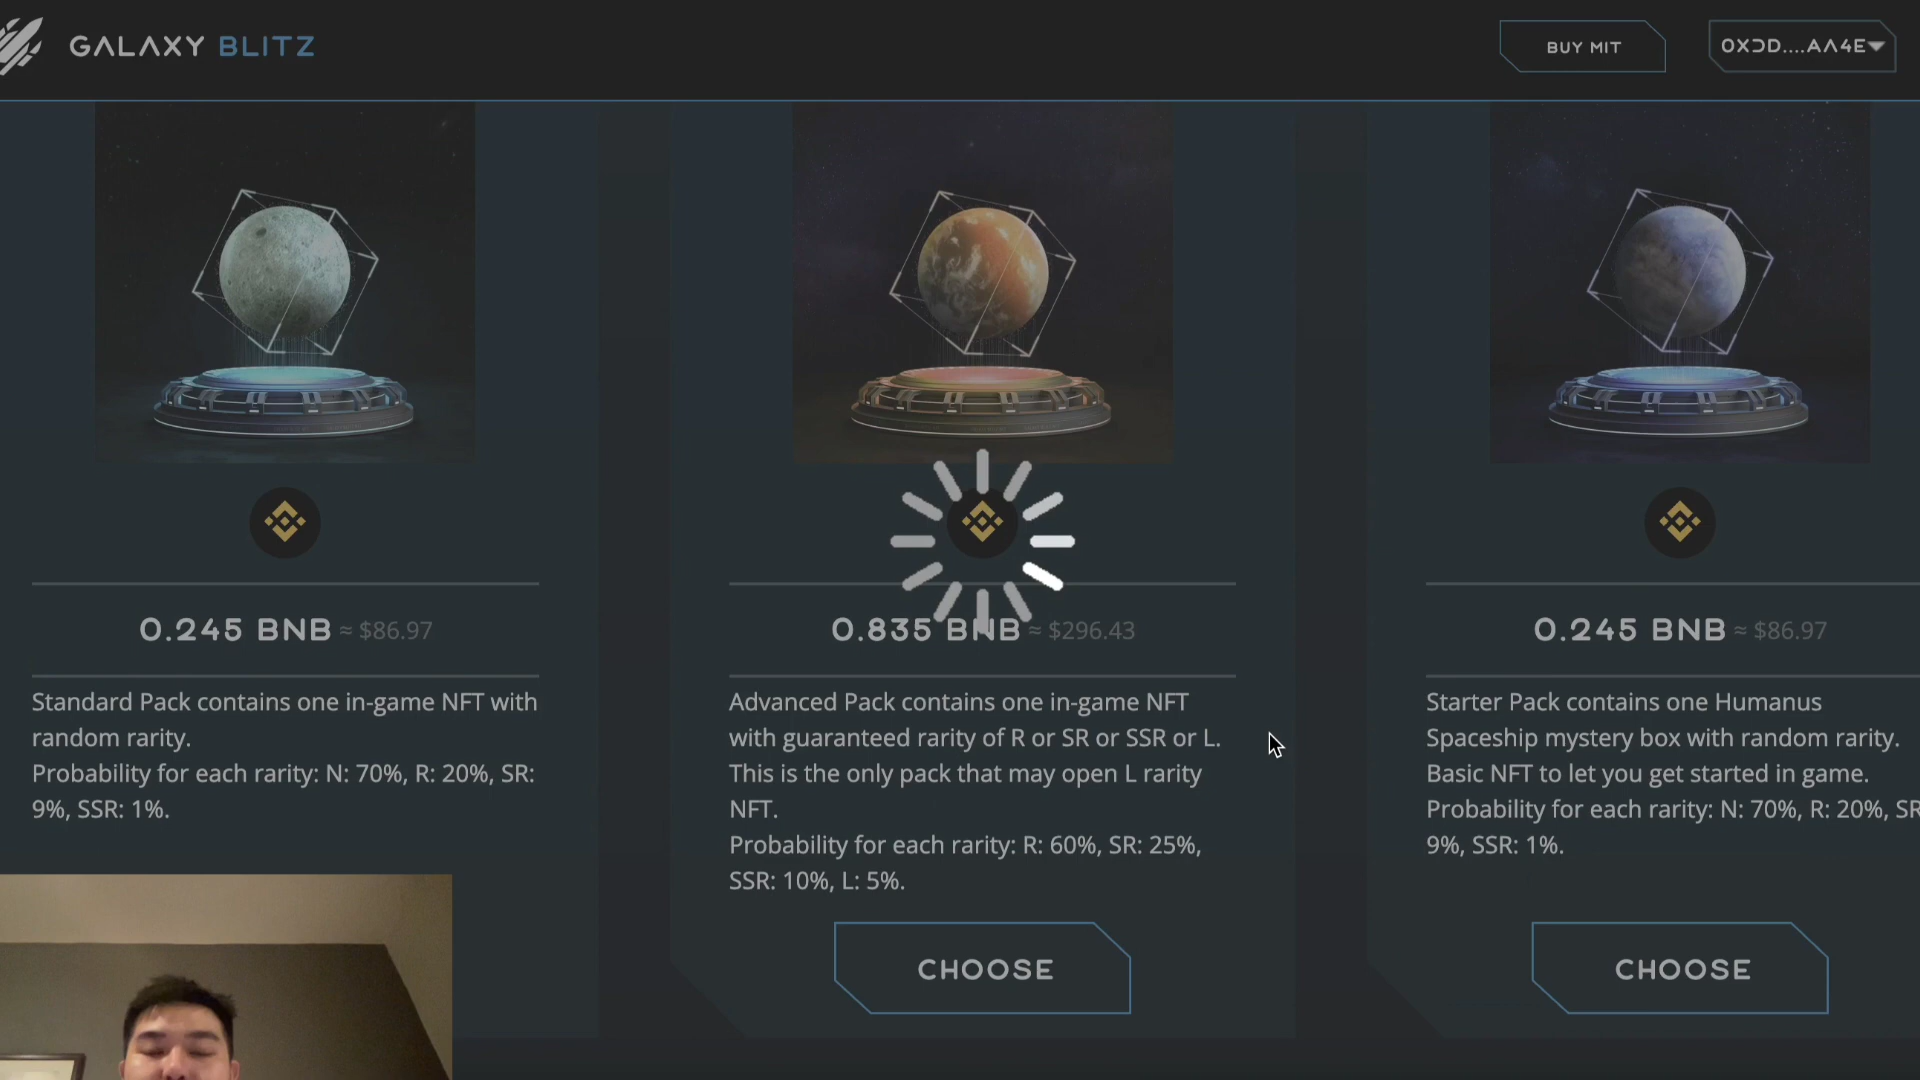 GALAXY BLITZ
BUY MIT
0XDD....AA4E
0.245 BNB ≈ $86.97
Standard Pack contains one in-game NFT with
random rarity.
Probability for each rarity: N: 70%, R: 20%, SR:
9%, SSR: 1%.
0.835 BNB ≈ $296.43
Advanced Pack contains one in-game NFT
with guaranteed rarity of R or SR or SSR or L.
This is the only pack that may open L rarity
NFT.
Probability for each rarity: R: 60%, SR: 25%,
SSR: 10%, L: 5%.
CHOOSE
0.245 BNB ≈ $86.97
Starter Pack contains one Humanus
Spaceship mystery box with random rarity.
Basic NFT to let you get started in game.
Probability for each rarity: N: 70%, R: 20%, SR
9%, SSR: 1%.
CHOOSE